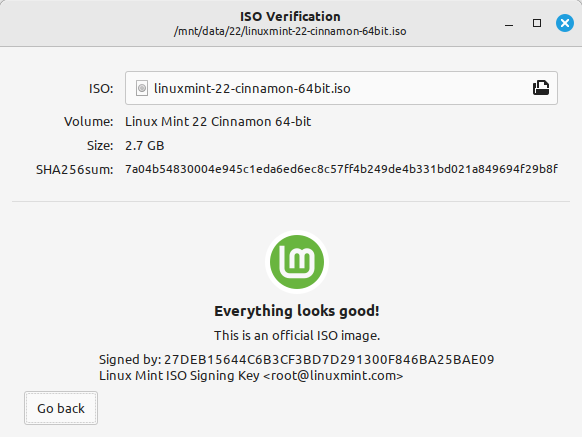 ISO Verification
/mnt/data/22/linuxmint-22-cinnamon-64bit.iso
ISO: linuxmint-22-cinnamon-64bit.iso
Volume: Linux Mint 22 Cinnamon 64-bit
Size: 2.7 GB
SHA256sum: 7a04b54830004e945c1eda6ed6ec8c57ff4b249de4b331bd021a849694f29b8f
Everything looks good!
This is an official ISO image.
Signed by: 27DEB15644C6B3CF3BD7D291300F846BA25BAE09
Linux Mint ISO Signing Key <root@linuxmint.com>
Go back